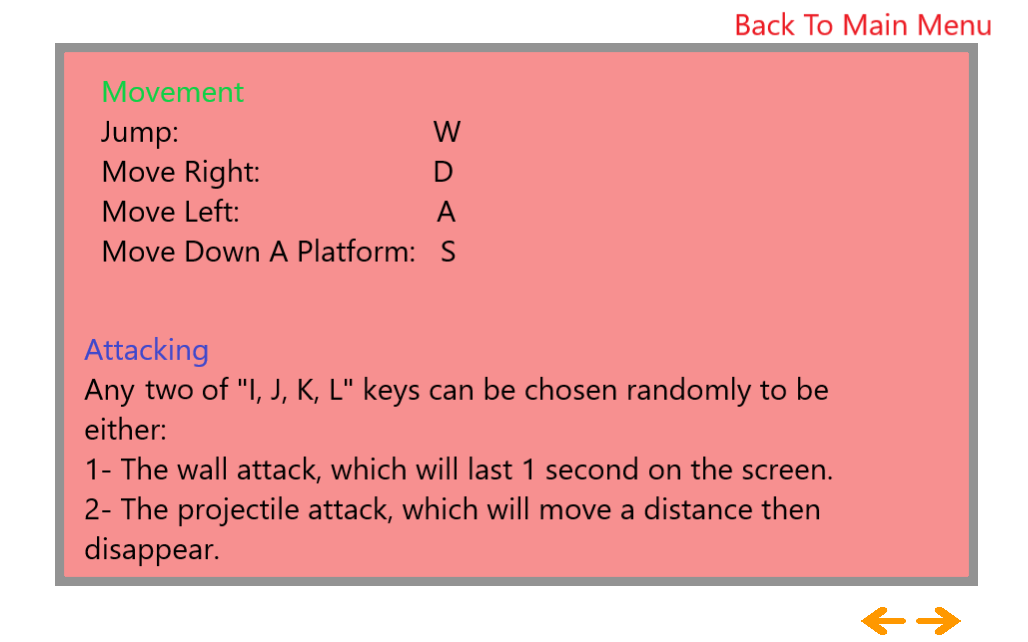 Back To Main Menu
Movement
Jump: W
Move Right: D
Move Left: A
Move Down A Platform: S
Attacking
Any two of "I, J, K, L" keys can be chosen randomly to be
either:
1- The wall attack, which will last 1 second on the screen.
2- The projectile attack, which will move a distance then
disappear.